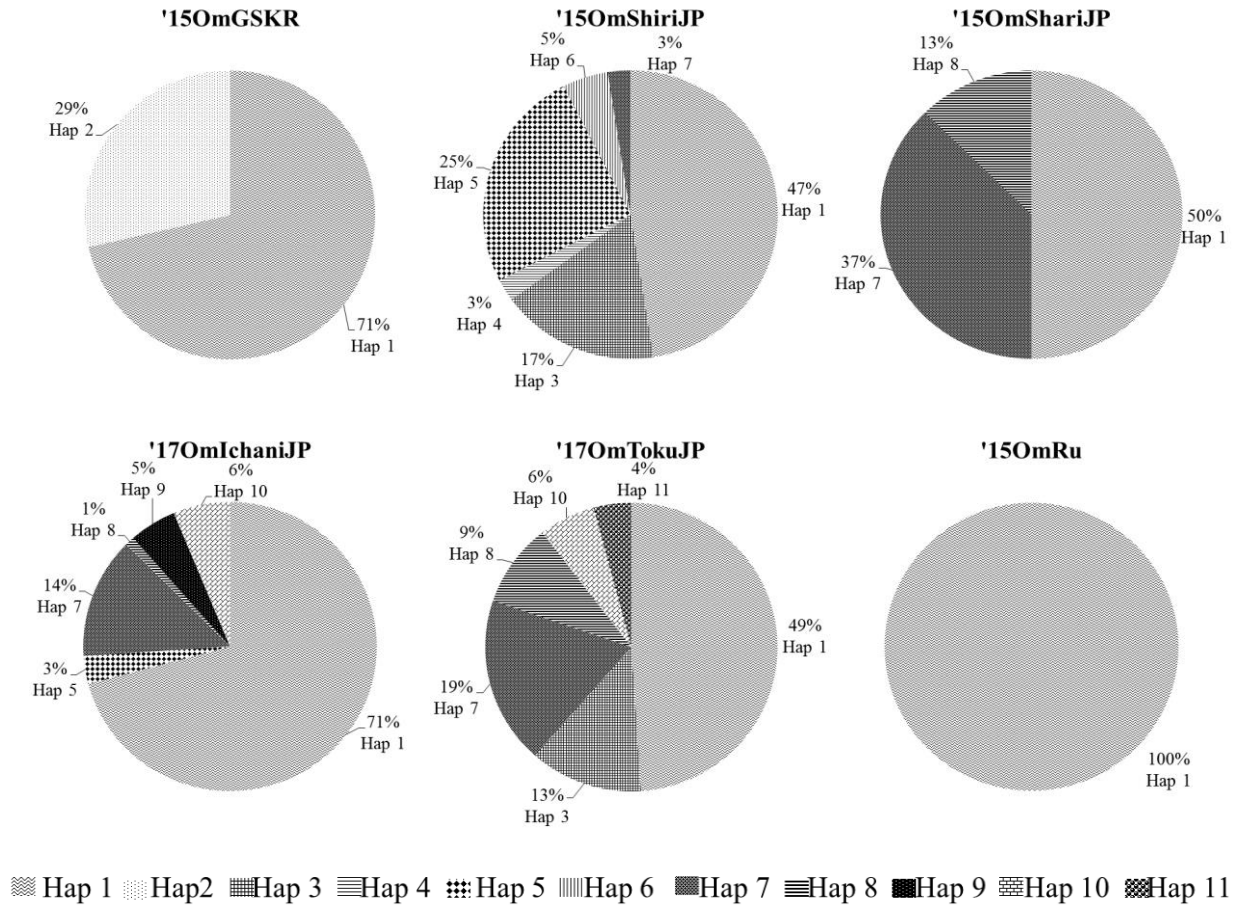 '15OmGSKR
29%
Hap 2
71%
Hap 1
'15OmShiriJP
5%
Hap 6
3%
Hap 7
25%
Hap 5
47%
Hap 1
3%
Hap 4
17%
Hap 3
'15OmShariJP
13%
Hap 8
50%
Hap 1
37%
Hap 7
'17OmIchaniJP
5%
Hap 9
6%
Hap 10
1%
Hap 8
14%
Hap 7
3%
Hap 5
71%
Hap 1
'17OmTokuJP
6%
Hap 10
4%
Hap 11
9%
Hap 8
49%
Hap 1
19%
Hap 7
13%
Hap 3
'15OmRu
100%
Hap 1
Hap 1 Hap2 Hap 3 Hap 4 Hap 5 Hap 6 Hap 7 Hap 8 Hap 9 Hap 10 Hap 11